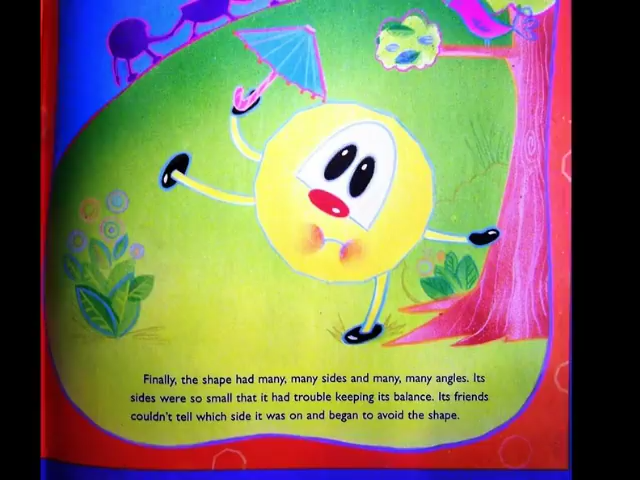 Finally, the shape had many, many sides and many, many angles. Its
sides were so small that it had trouble keeping its balance. Its friends
couldn't tell which side it was on and began to avoid the shape.